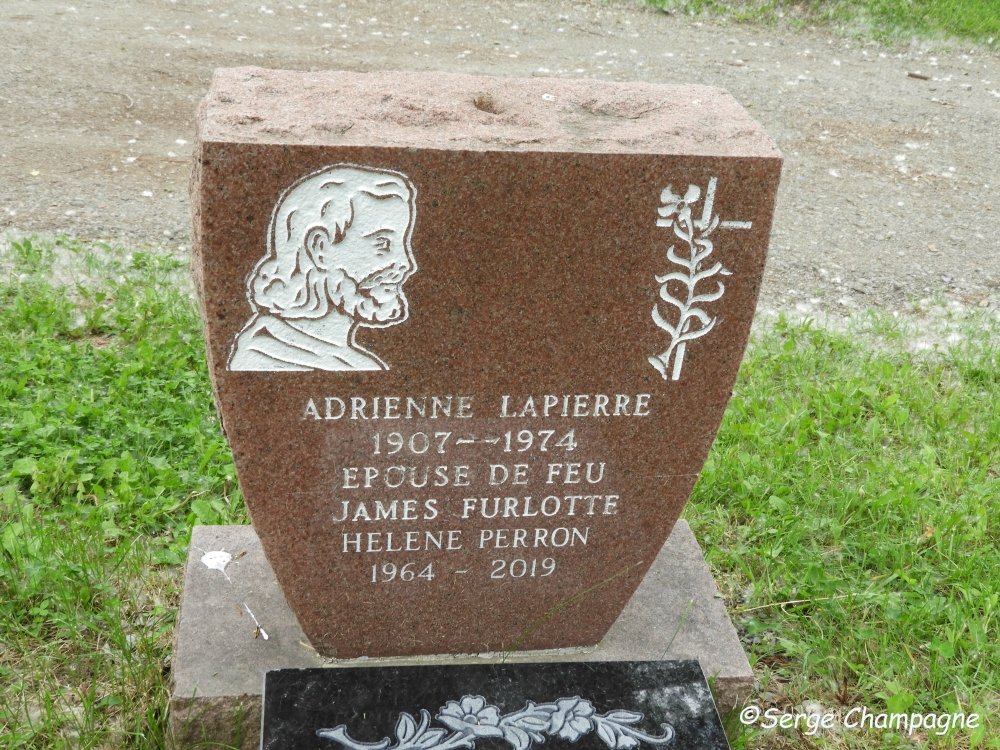 ADRIENNE LAPIERRE
1907---1974
EPOUSE DE FEU
JAMES FURLOTTE
HELENE PERRON
1964 - 2019
©Serge Champagne